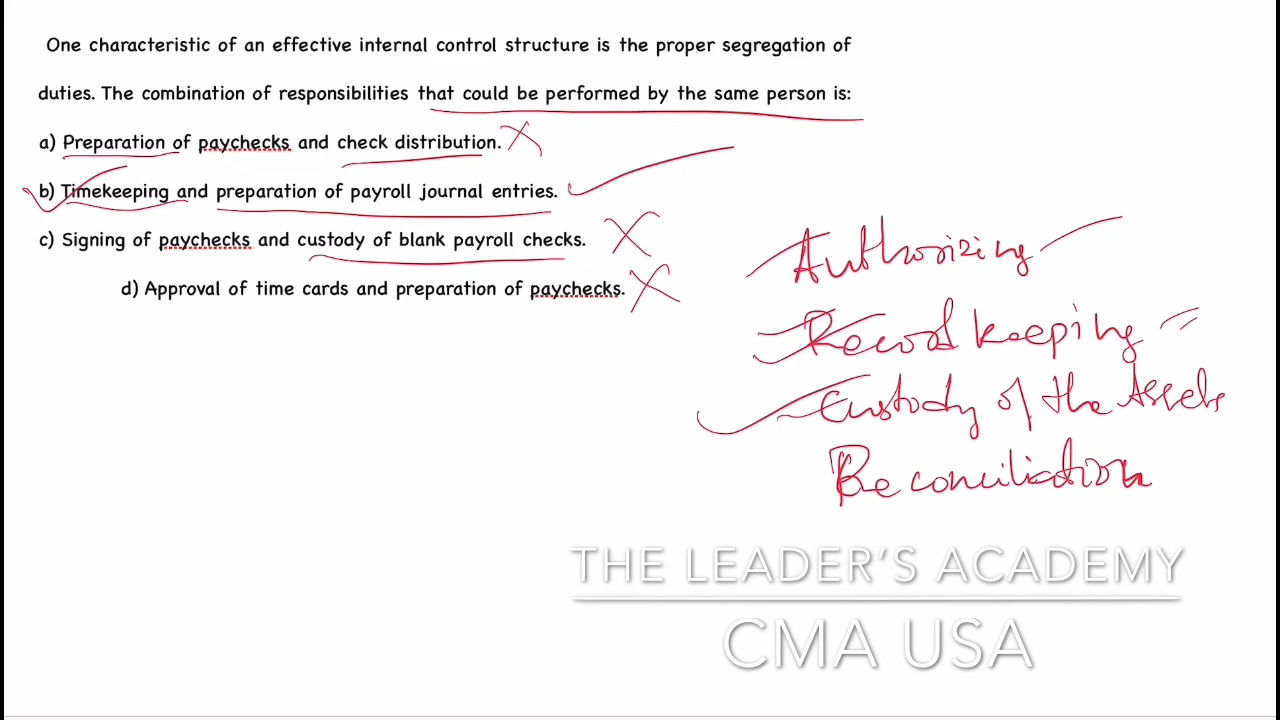 One characteristic of an effective internal control structure is the proper segregation of
duties. The combination of responsibilities that could be performed by the same person is:
a) Preparation of paychecks and check distribution.
b) Timekeeping and preparation of payroll journal entries.
c) Signing of paychecks and custody of blank payroll checks.
d) Approval of time cards and preparation of paychecks.
Authorizing
Record keeping
Custody of the Assets
Reconciliation
THE LEADER'S ACADEMY
CMA USA